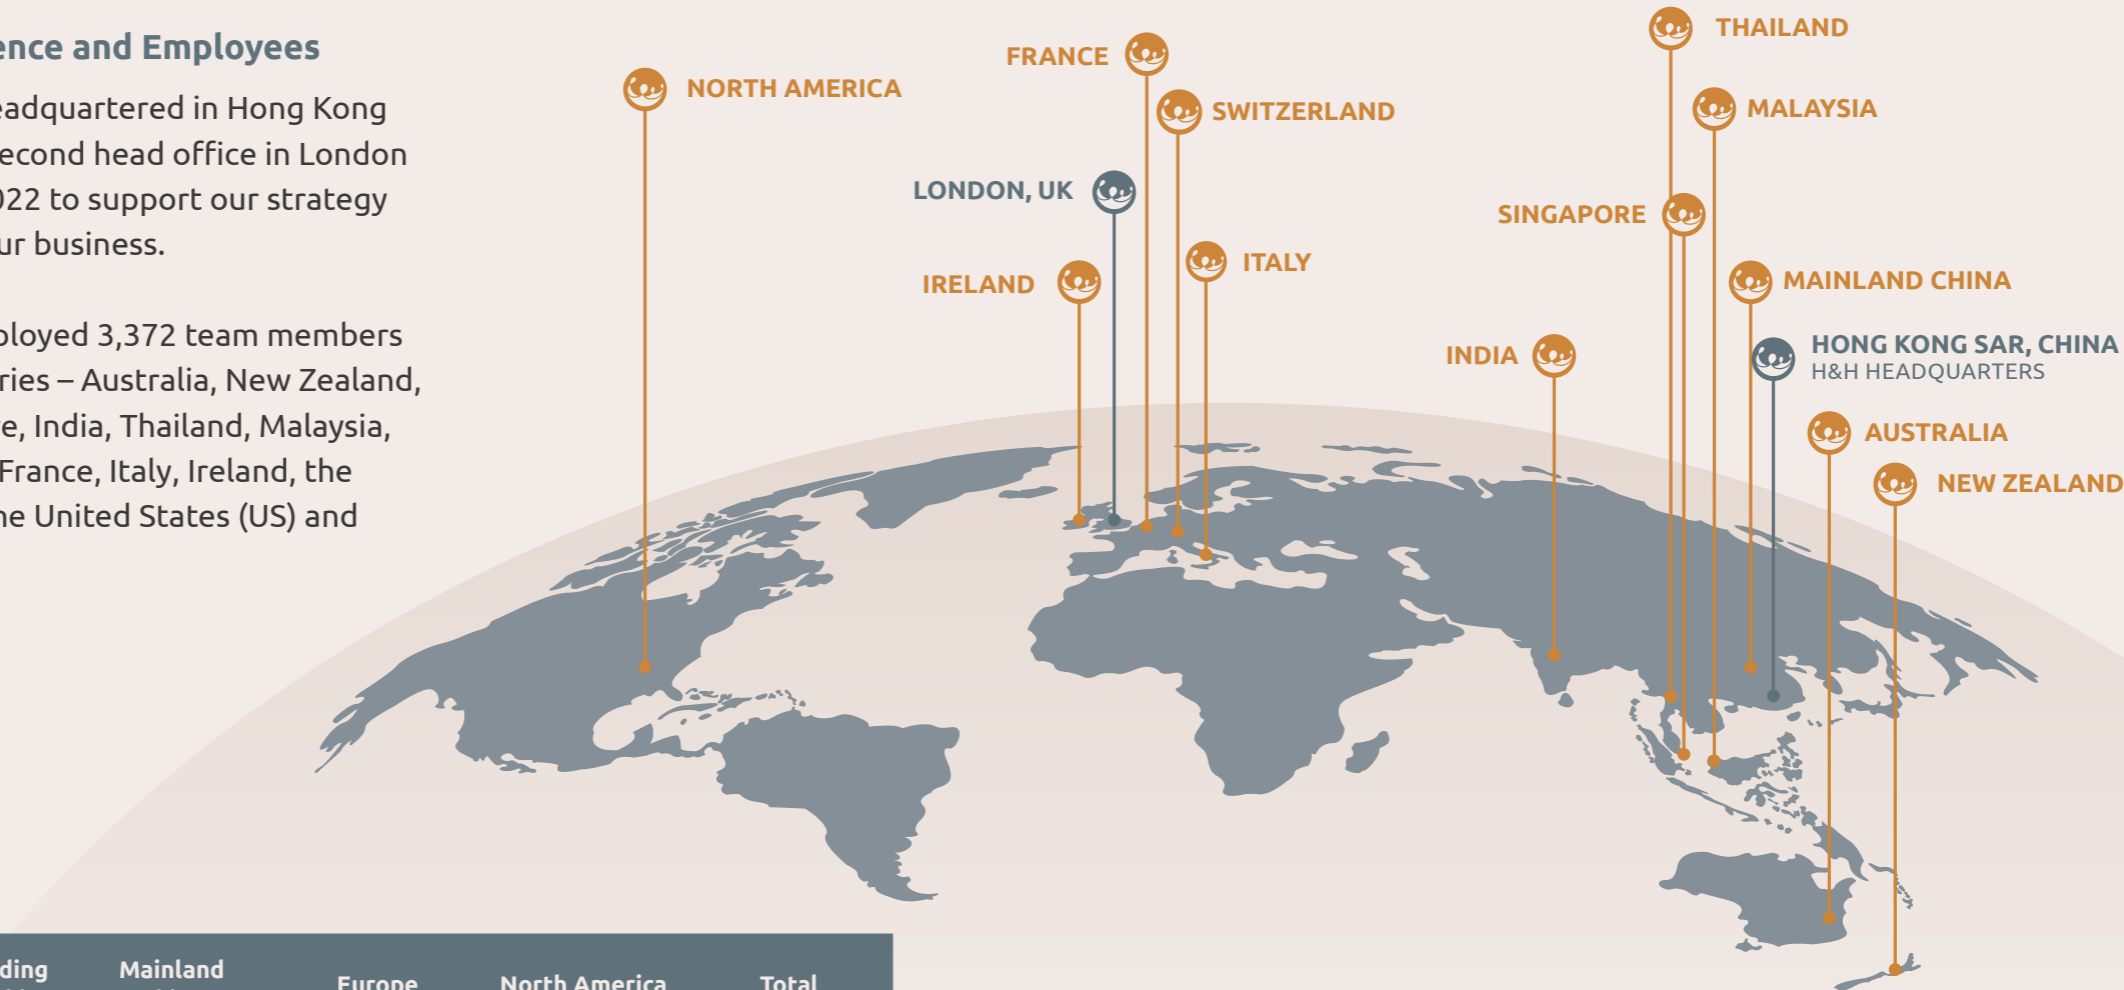 ence and Employees
eadquartered in Hong Kong
econd head office in London
022 to support our strategy
ur business.
ployed 3,372 team members
ries – Australia, New Zealand,
e, India, Thailand, Malaysia,
France, Italy, Ireland, the
ne United States (US) and
NORTH AMERICA
FRANCE
SWITZERLAND
LONDON, UK
IRELAND
ITALY
THAILAND
MALAYSIA
SINGAPORE
MAINLAND CHINA
INDIA
HONG KONG SAR, CHINA
H&H HEADQUARTERS
AUSTRALIA
NEW ZEALAND
ding
Mainland
Europe
North America
Total